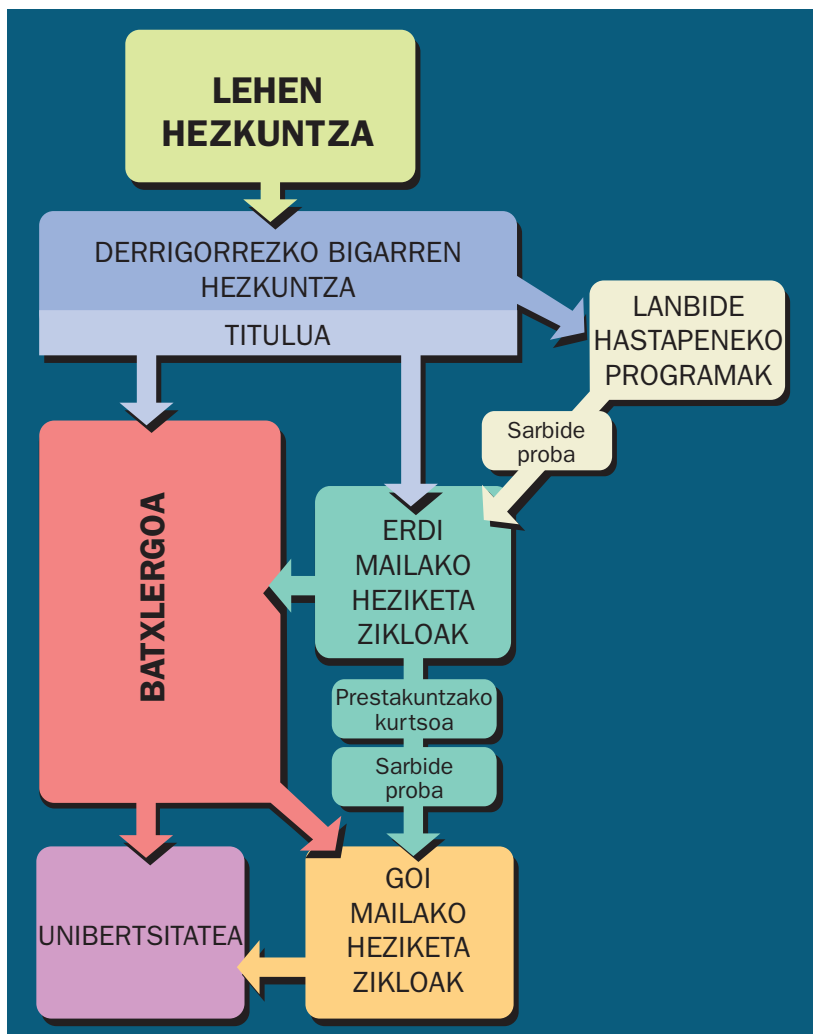 LEHEN
HEZKUNTZA
DERRIGORREZKO BIGARREN
HEZKUNTZA
TITULUA
LANBIDE
HASTAPENEKO
PROGRAMAK
Sarbide
proba
BATXLERGOA
ERDI
MAILAKO
HEZIKETA
ZIKLOAK
Prestakuntzako
kurtsoa
Sarbide
proba
UNIBERTSITATEA
GOI
MAILAKO
HEZIKETA
ZIKLOAK